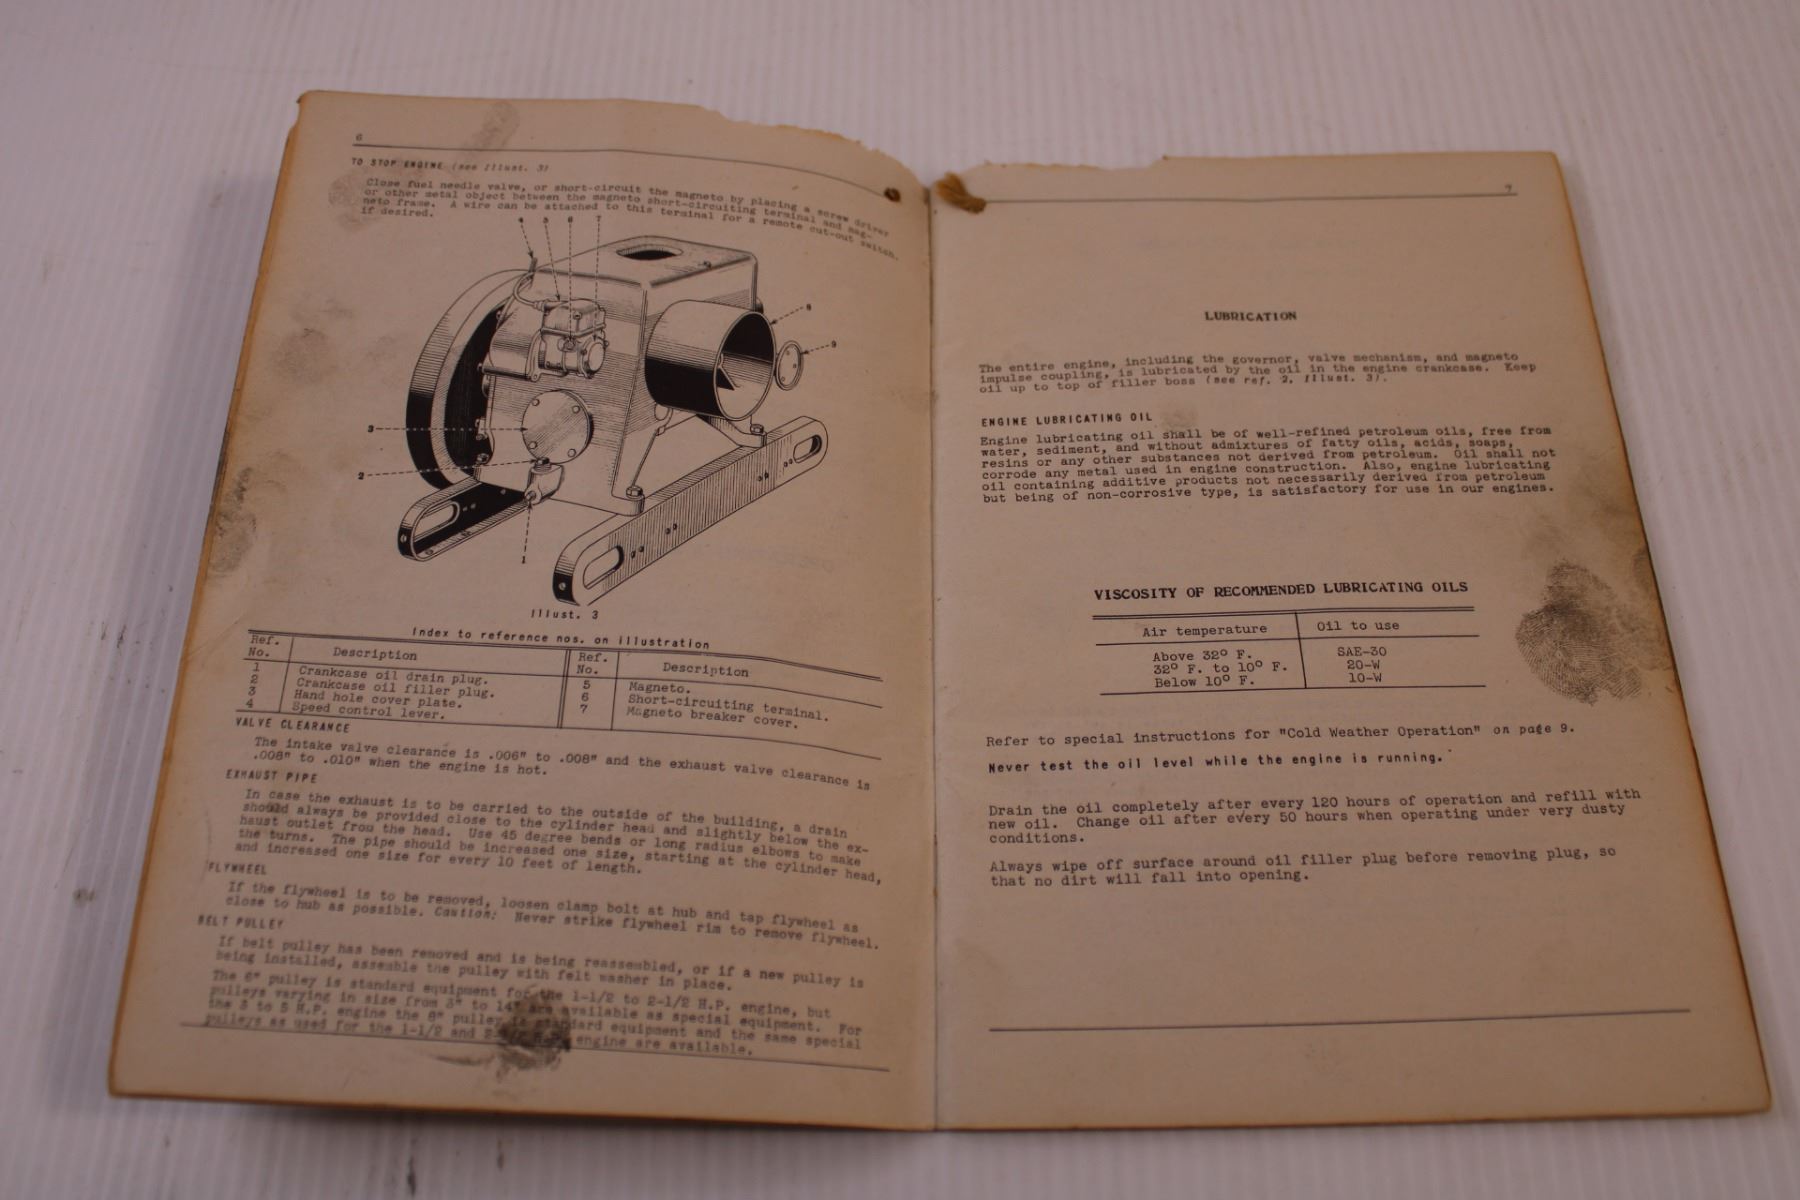 6
TO STOP ENGINE (see Illust. 3)
Close fuel needle valve, or short-circuit the magneto by placing a screw driver
or other metal object between the magneto short-circuiting terminal and mag-
neto frame. A wire can be attached to this terminal for a remote cut-out switch,
if desired.
4 5 6 7
8
9
3
2
1
Illust. 3
Index to reference nos. on illustration
Ref. No. Description Ref. No. Description
1 Crankcase oil drain plug. 5 Magneto.
2 Crankcase oil filler plug. 6 Short-circuiting terminal.
3 Hand hole cover plate. 7 Magneto breaker cover.
4 Speed control lever.
VALVE CLEARANCE
The intake valve clearance is .006" to .008" and the exhaust valve clearance is
.008" to .010" when the engine is hot.
EXHAUST PIPE
In case the exhaust is to be carried to the outside of the building, a drain
should always be provided close to the cylinder head and slightly below the ex-
haust outlet from the head. Use 45 degree bends or long radius elbows to make
the turns. The pipe should be increased one size, starting at the cylinder head,
and increased one size for every 10 feet of length.
FLYWHEEL
If the flywheel is to be removed, loosen clamp bolt at hub and tap flywheel as
close to hub as possible. Caution: Never strike flywheel rim to remove flywheel.
BELT PULLEY
If belt pulley has been removed and is being reassembled, or if a new pulley is
being installed, assemble the pulley with felt washer in place.
The 6" pulley is standard equipment for the 1-1/2 to 2-1/2 H.P. engine, but
pulleys varying in size from 3" to 14" are available as special equipment. For
the 3 to 5 H.P. engine the 8" pulley is standard equipment and the same special
pulleys as used for the 1-1/2 and engine are available.
7
LUBRICATION
The entire engine, including the governor, valve mechanism, and magneto
impulse coupling, is lubricated by the oil in the engine crankcase. Keep
oil up to top of filler boss (see ref. 2, Illust. 3).
ENGINE LUBRICATING OIL
Engine lubricating oil shall be of well-refined petroleum oils, free from
water, sediment, and without admixtures of fatty oils, acids, soaps,
resins or any other substances not derived from petroleum. Oil shall not
corrode any metal used in engine construction. Also, engine lubricating
oil containing additive products not necessarily derived from petroleum
but being of non-corrosive type, is satisfactory for use in our engines.
VISCOSITY OF RECOMMENDED LUBRICATING OILS
Air temperature Oil to use
Above 32° F. SAE-30
32° F. to 10° F. 20-W
Below 10° F. 10-W
Refer to special instructions for "Cold Weather Operation" on page 9.
Never test the oil level while the engine is running.
Drain the oil completely after every 120 hours of operation and refill with
new oil. Change oil after every 50 hours when operating under very dusty
conditions.
Always wipe off surface around oil filler plug before removing plug, so
that no dirt will fall into opening.